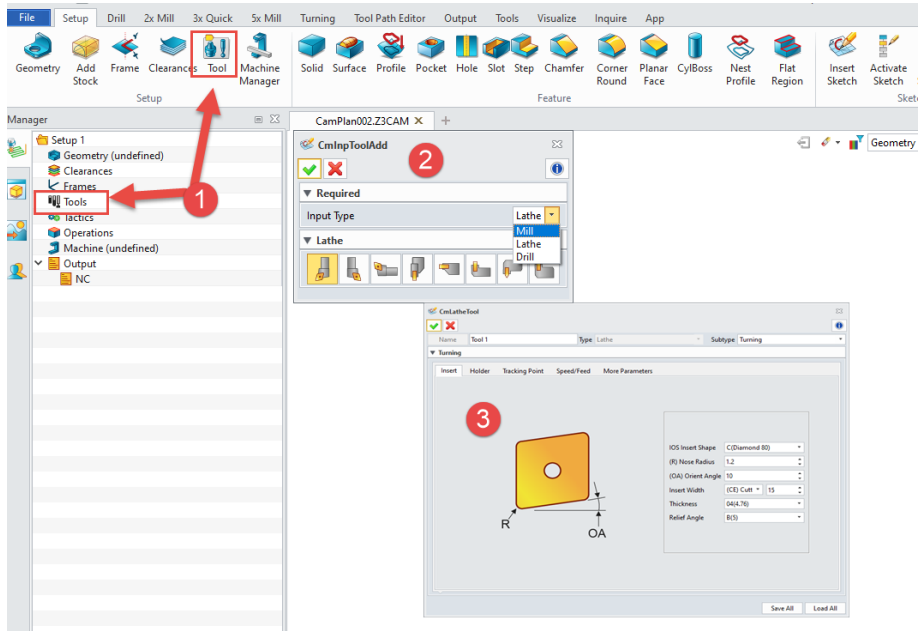 File Setup Drill 2x Mill 3x Quick 5x Mill Turning Tool Path Editor Output Tools Visualize Inquire App
Geometry Add Stock Frame Clearances Tool Machine Manager Solid Surface Profile Pocket Hole Slot Step Chamfer Corner Round Planar Face CylBoss Nest Profile Flat Region Insert Sketch Activate Sketch
Setup Feature Sket
Manager
CamPlan002.Z3CAM
Setup 1
Geometry (undefined)
Clearances
Frames
Tools
Tactics
Operations
Machine (undefined)
Output
NC
1
Geometry
CmInpToolAdd
2
Required
Input Type Lathe
Mill
Lathe
Drill
Lathe
CmLatheTool
Name Tool 1 Type Lathe Subtype Turning
Turning
Insert Holder Tracking Point Speed/Feed More Parameters
3
R
OA
IOS Insert Shape C(Diamond 80)
(R) Nose Radius 1.2
(OA) Orient Angle 10
Insert Width (CE) Cutt 15
Thickness 04(4.76)
Relief Angle B(5)
Save All Load All